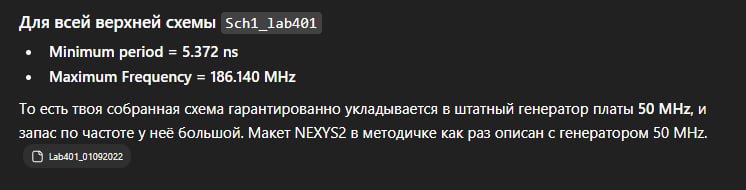 Для всей верхней схемы Sch1_lab401
• Minimum period = 5.372 ns
• Maximum Frequency = 186.140 MHz
То есть твоя собранная схема гарантированно укладывается в штатный генератор платы 50 MHz, и
запас по частоте у неё большой. Макет NEXYS2 в методичке как раз описан с генератором 50 MHz.
Lab401_01092022